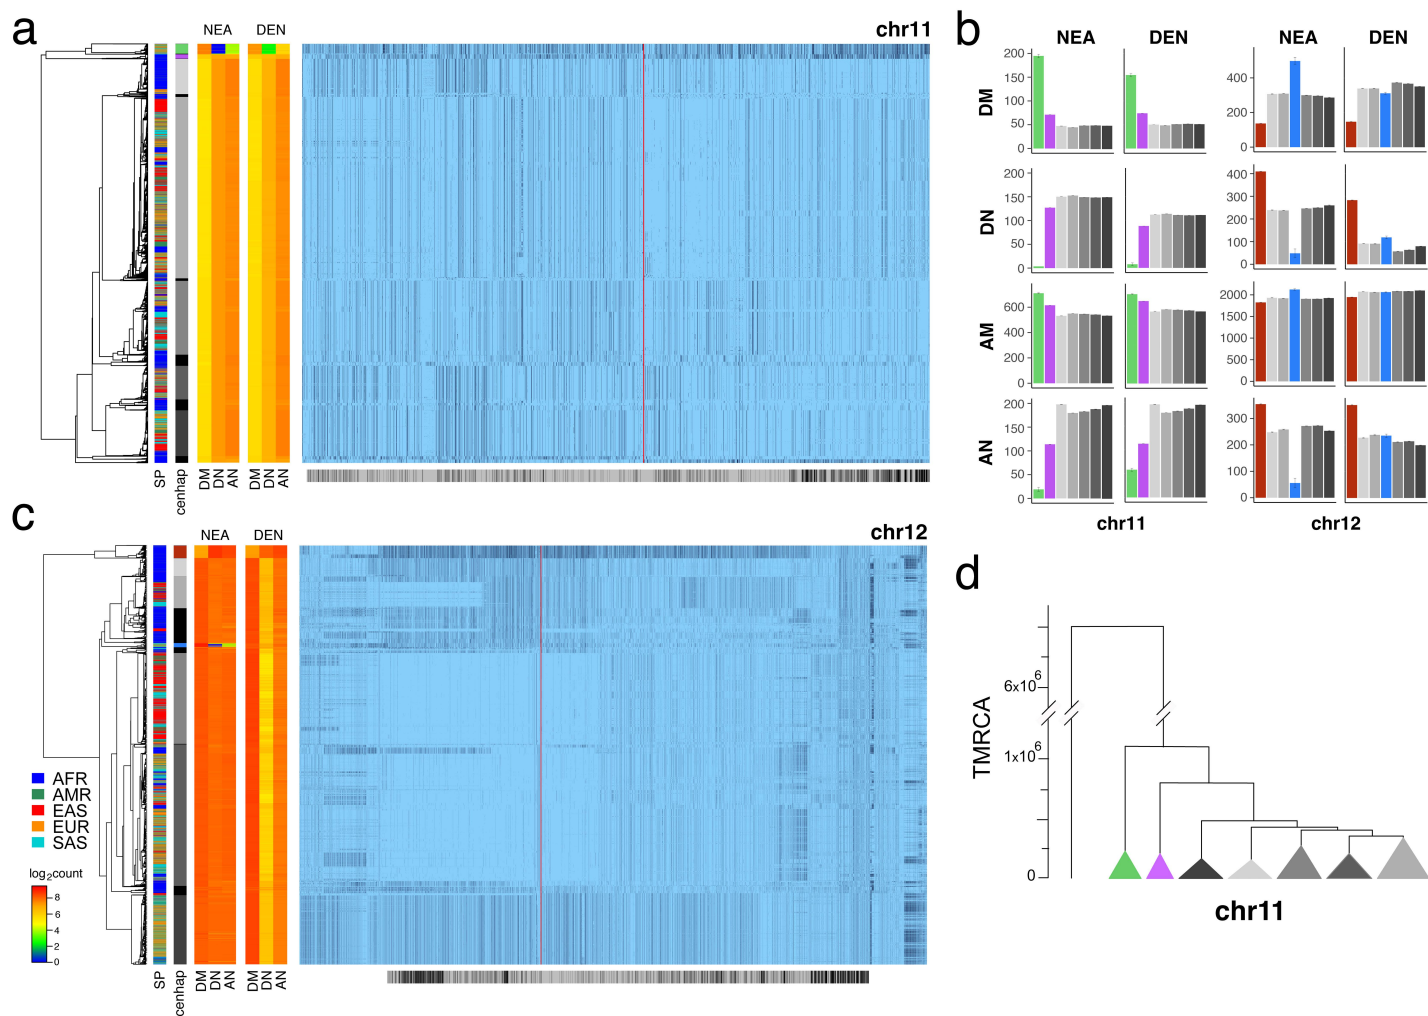 a
NEA DEN
chr11
SP
cenhap
DM
DN
AN
DM
DN
AN
b
NEA DEN NEA DEN
DM
200
150
100
50
0
400
200
0
DN
200
150
100
50
0
400
300
200
100
0
AM
600
400
200
0
2000
1500
1000
500
0
AN
200
150
100
50
0
300
200
100
0
chr11 chr12
c
NEA DEN
chr12
AFR
AMR
EAS
EUR
SAS
log2count
8
6
4
2
0
SP
cenhap
DM
DN
AN
DM
DN
AN
d
TMRCA
6x10^6
1x10^6
0
chr11